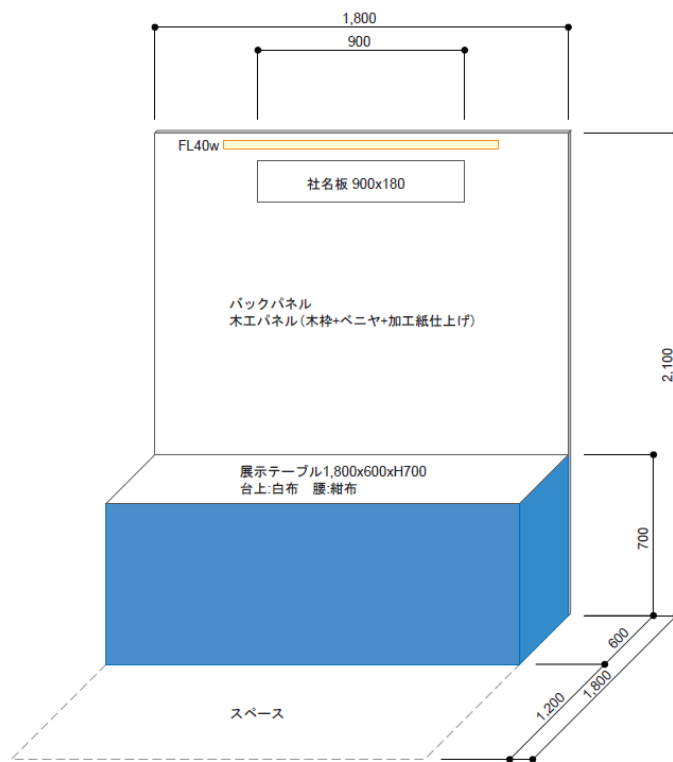 1,800
900
FL40w
社名板 900x180
バックパネル
木工パネル(木枠+ベニヤ+加工紙仕上げ)
2,100
展示テーブル1,800x600xH700
台上:白布　腰:紺布
700
600
1,200
1,800
スペース